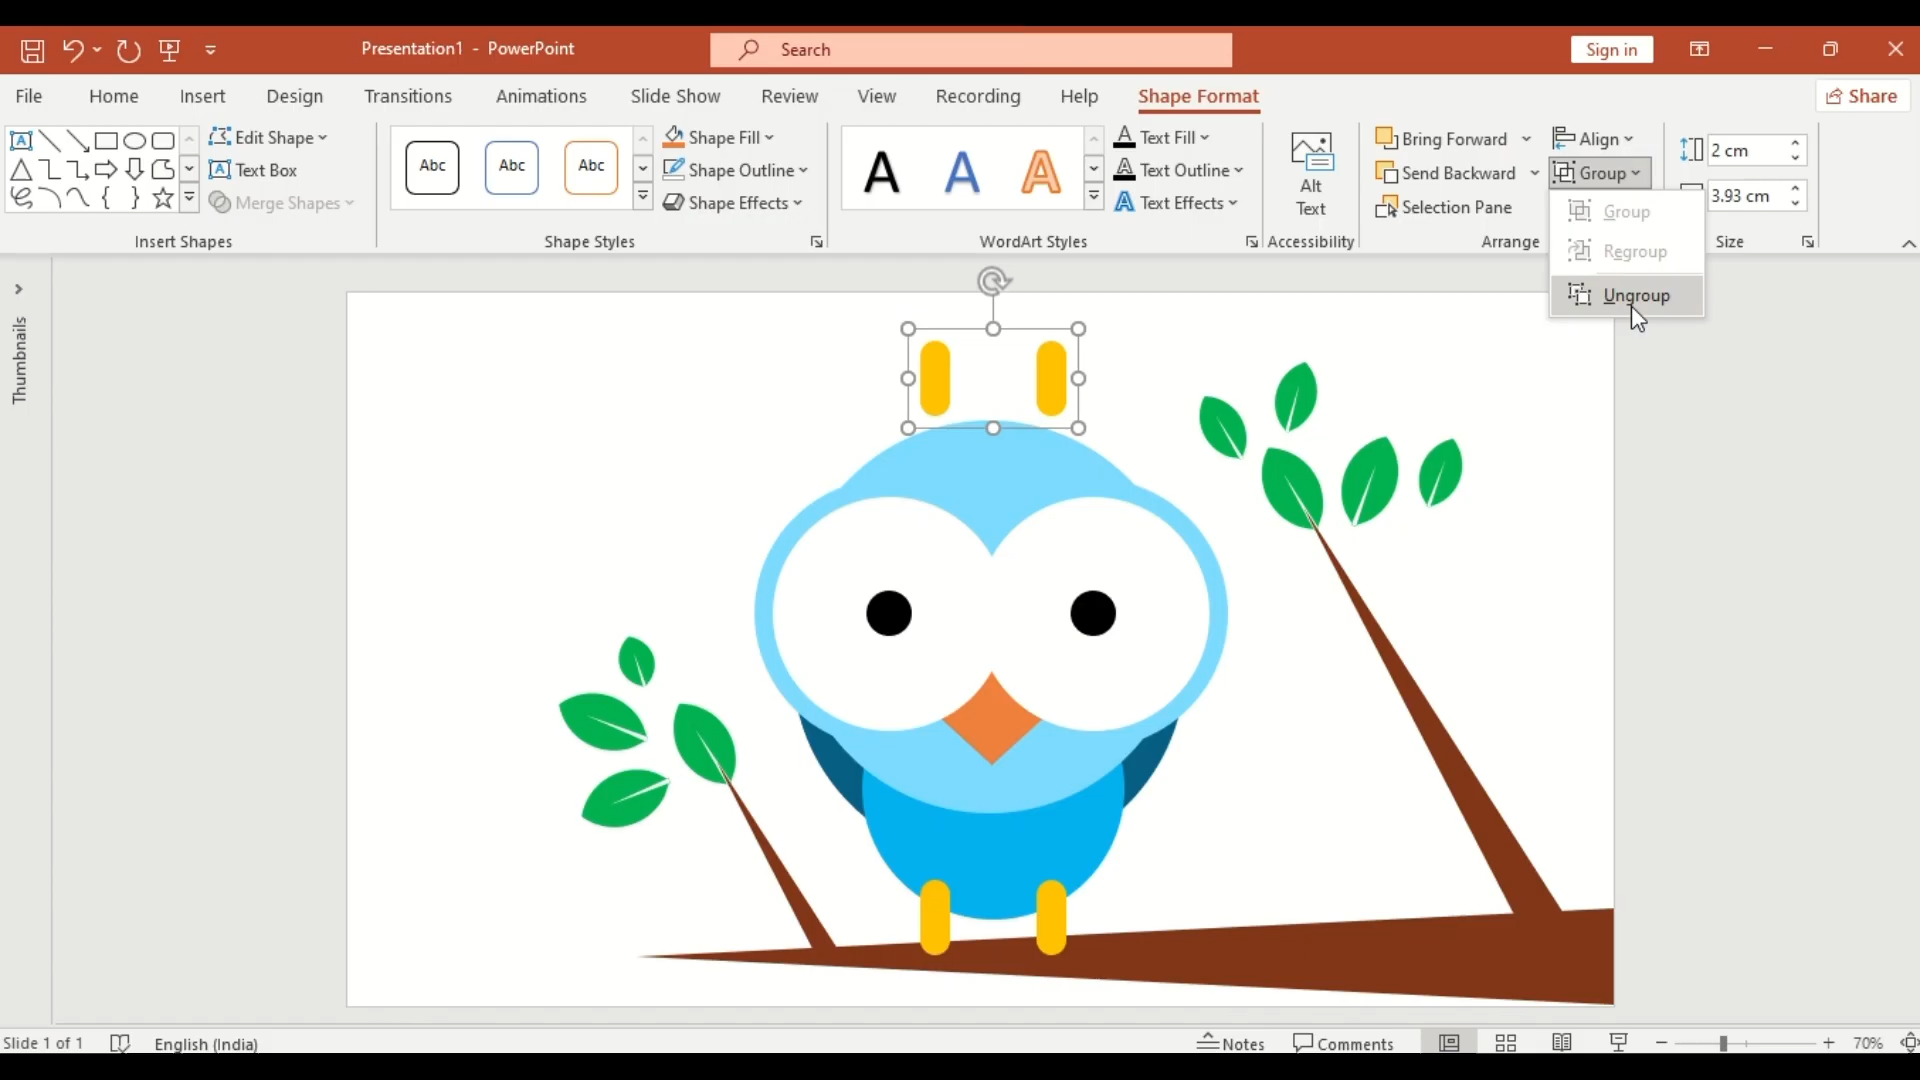 Presentation1 - PowerPoint
Search
Sign in
File Home Insert Design Transitions Animations Slide Show Review View Recording Help Shape Format
Share
Edit Shape
Text Box
Merge Shapes
Insert Shapes
Abc Abc Abc
Shape Fill
Shape Outline
Shape Effects
Shape Styles
A A A
Text Fill
Text Outline
Text Effects
WordArt Styles
Alt
Text
Accessibility
Bring Forward
Send Backward
Selection Pane
Align
Group
Arrange
2 cm
3.93 cm
Size
Group
Regroup
Ungroup
Thumbnails
Slide 1 of 1
English (India)
Notes
Comments
70%